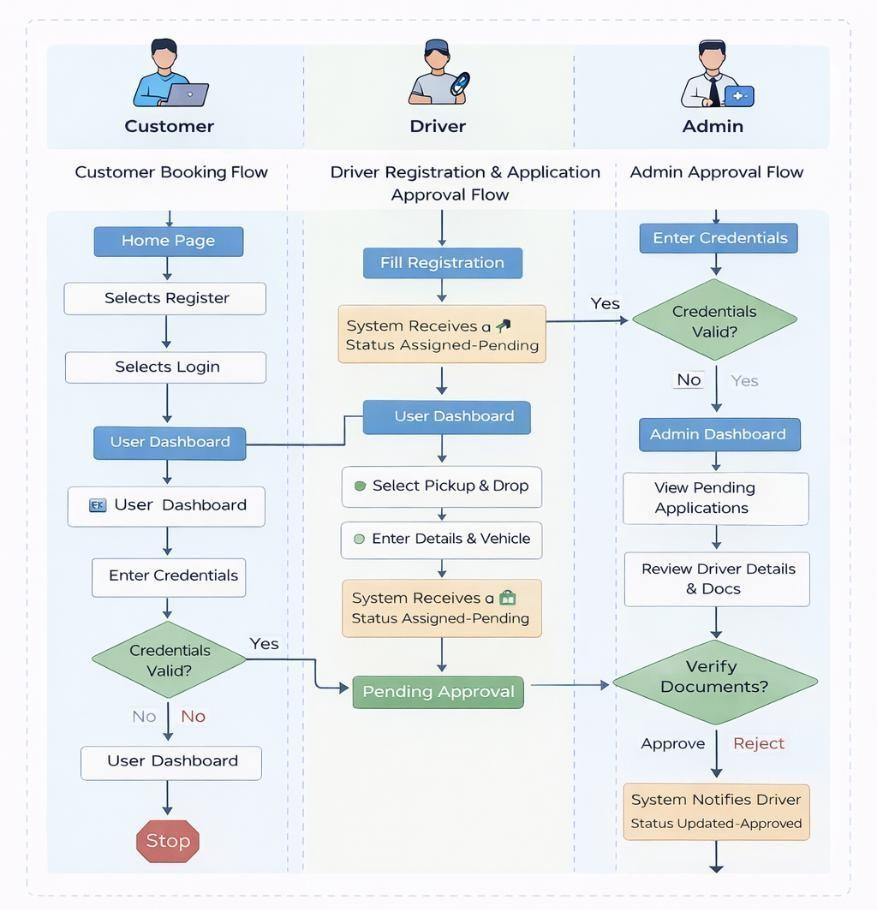 Customer
Driver
Admin
Customer Booking Flow
Driver Registration & Application
Approval Flow
Admin Approval Flow
Home Page
Selects Register
Selects Login
User Dashboard
User Dashboard
Enter Credentials
Credentials
Valid?
Yes
No No
User Dashboard
Stop
Fill Registration
System Receives a
Status Assigned-Pending
Yes
User Dashboard
Select Pickup & Drop
Enter Details & Vehicle
System Receives a
Status Assigned-Pending
Pending Approval
Enter Credentials
Credentials
Valid?
No Yes
Admin Dashboard
View Pending
Applications
Review Driver Details
& Docs
Verify
Documents?
Approve Reject
System Notifies Driver
Status Updated-Approved